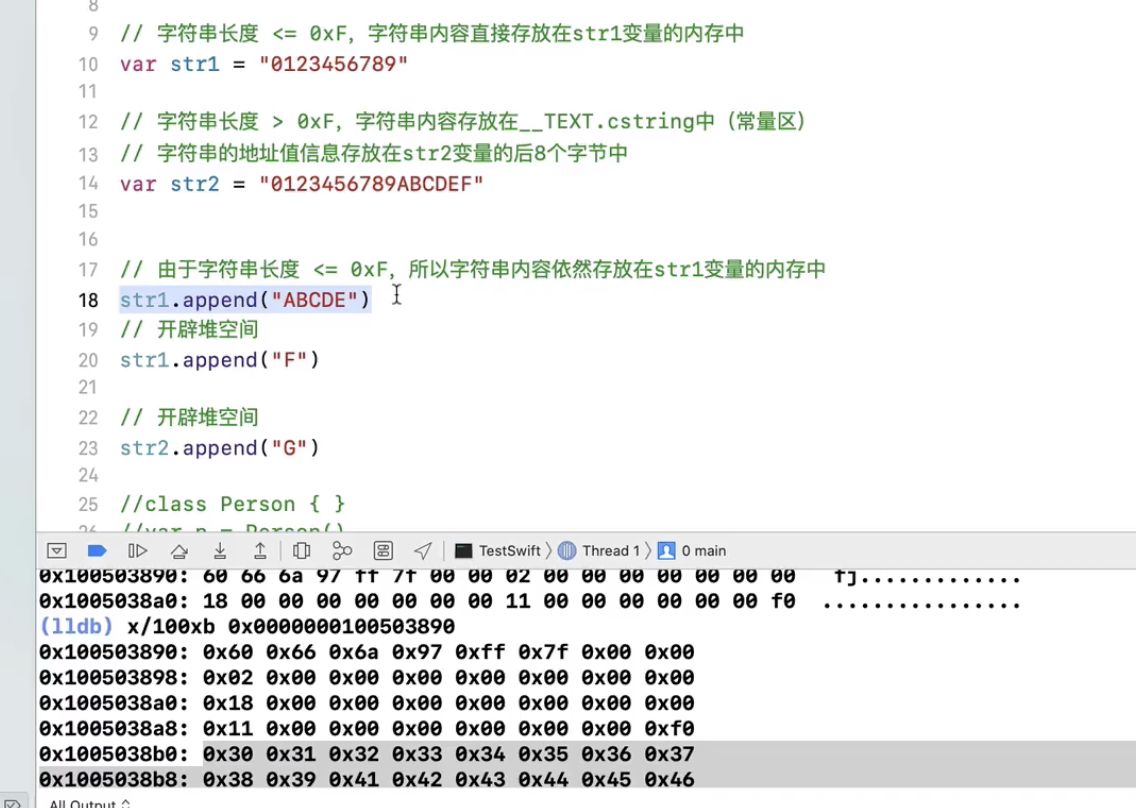 8
9 // 字符串长度 <= 0xF，字符串内容直接存放在str1变量的内存中
10 var str1 = "0123456789"
11
12 // 字符串长度 > 0xF，字符串内容存放在__TEXT.cstring中（常量区）
13 // 字符串的地址值信息存放在str2变量的后8个字节中
14 var str2 = "0123456789ABCDEF"
15
16
17 // 由于字符串长度 <= 0xF，所以字符串内容依然存放在str1变量的内存中
18 str1.append("ABCDE")
19 // 开辟堆空间
20 str1.append("F")
21
22 // 开辟堆空间
23 str2.append("G")
24
25 //class Person { }
26 //var p = Person()
TestSwift 〉 Thread 1 〉 0 main
0x100503890: 60 66 6a 97 ff 7f 00 00 02 00 00 00 00 00 00 00 `fj.............
0x1005038a0: 18 00 00 00 00 00 00 00 11 00 00 00 00 00 00 f0 ................
(lldb) x/100xb 0x0000000100503890
0x100503890: 0x60 0x66 0x6a 0x97 0xff 0x7f 0x00 0x00
0x100503898: 0x02 0x00 0x00 0x00 0x00 0x00 0x00 0x00
0x1005038a0: 0x18 0x00 0x00 0x00 0x00 0x00 0x00 0x00
0x1005038a8: 0x11 0x00 0x00 0x00 0x00 0x00 0x00 0xf0
0x1005038b0: 0x30 0x31 0x32 0x33 0x34 0x35 0x36 0x37
0x1005038b8: 0x38 0x39 0x41 0x42 0x43 0x44 0x45 0x46
All Output